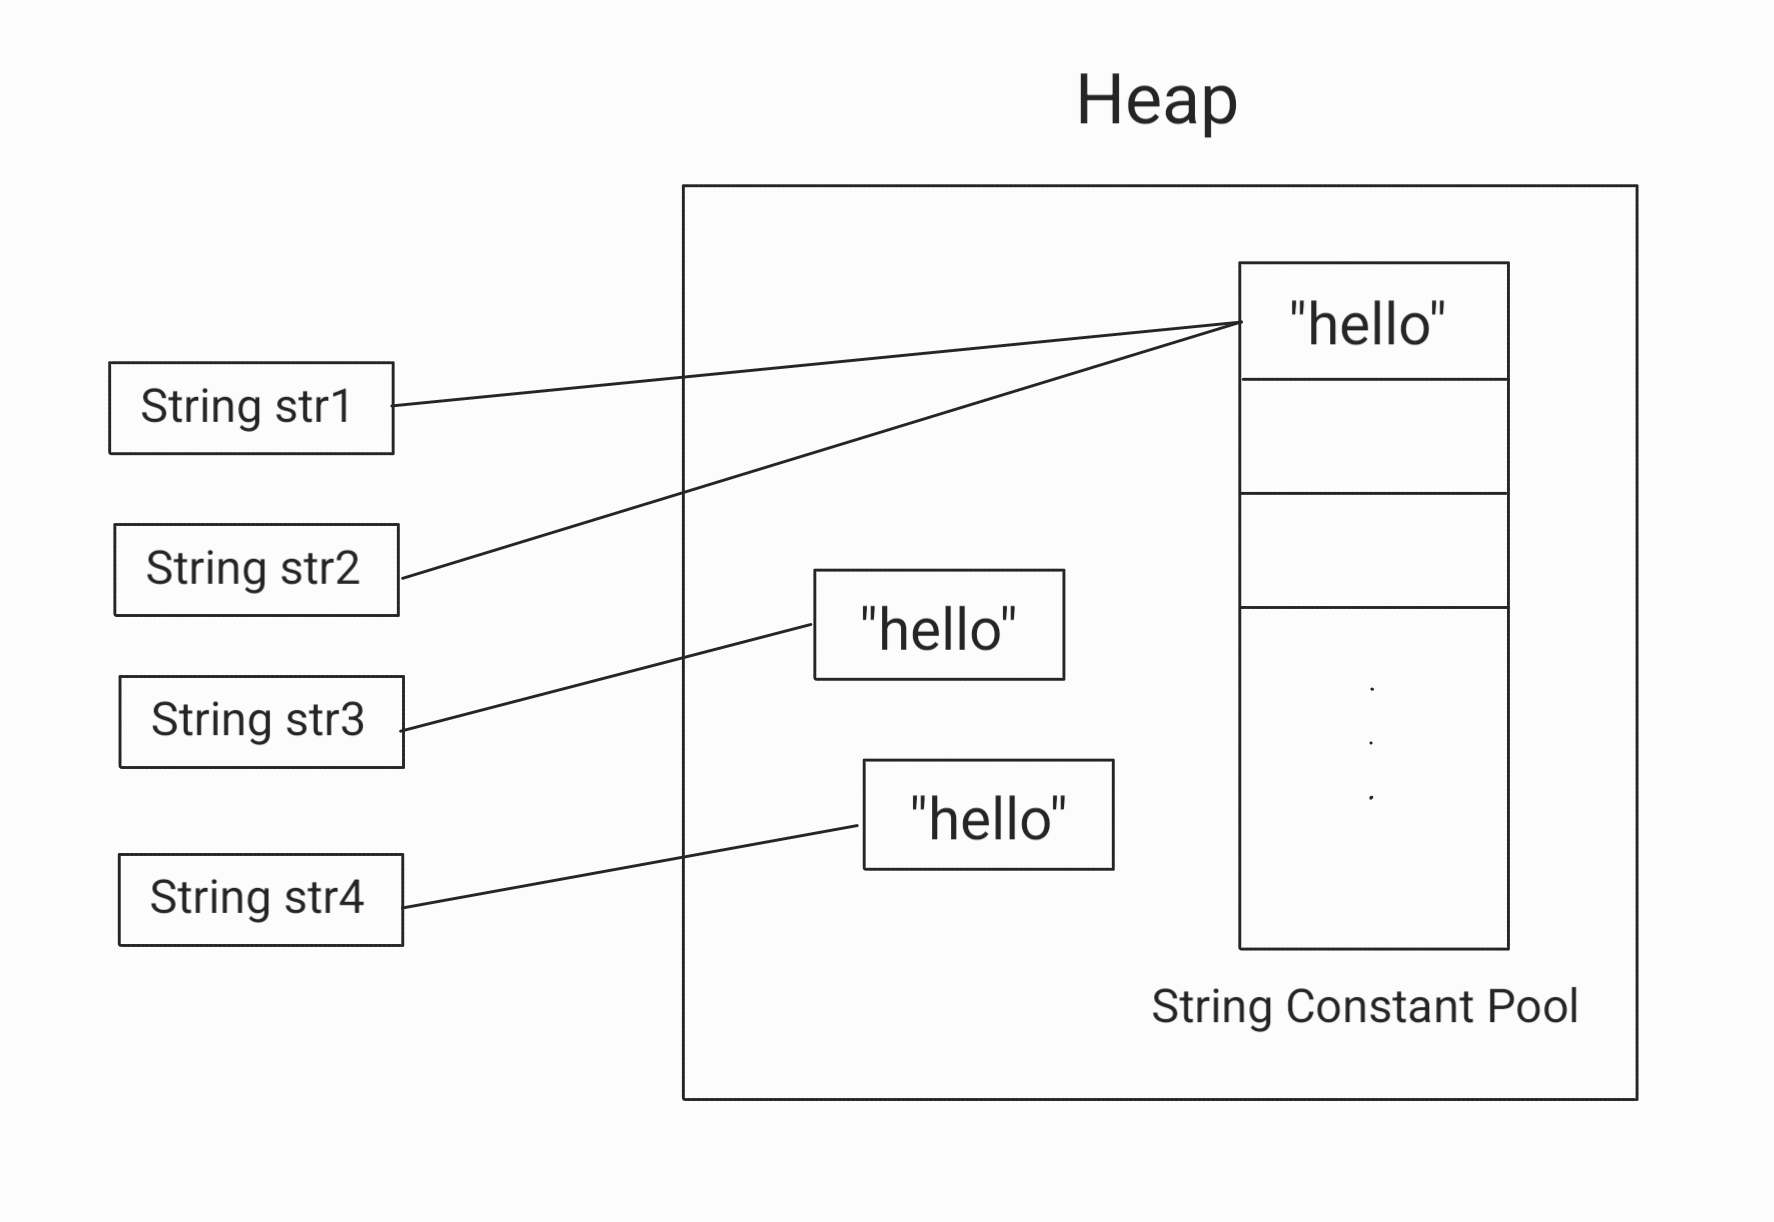 Heap
"hello"
String str1
String str2
"hello"
String str3
"hello"
String str4
String Constant Pool